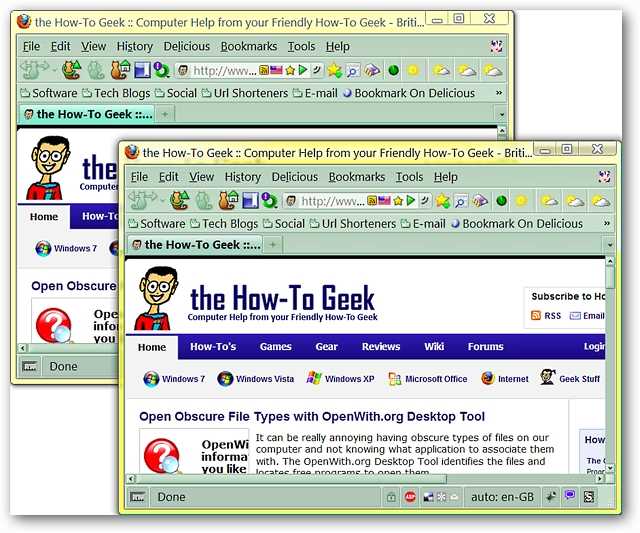 the How-To Geek :: Computer Help from your Friendly How-To Geek - Briti...
File Edit View History Delicious Bookmarks Tools Help
http://www.
Software Tech Blogs Social Url Shorteners E-mail Bookmark On Delicious »
the How-To Geek ::...
the
Computer
Home How-To
Windows 7
Open Obscure
Open
inform
you
Done
the How-To Geek :: Computer Help from your Friendly How-To Geek - Briti...
File Edit View History Delicious Bookmarks Tools Help
http://www.
Software Tech Blogs Social Url Shorteners E-mail Bookmark On Delicious »
the How-To Geek ::...
the How-To Geek
Computer Help from your Friendly How-To Geek
Subscribe to Ho
RSS Email
Home How-To's Games Gear Reviews Wiki Forums Login
Windows 7 Windows Vista Windows XP Microsoft Office Internet Geek Stuff
Open Obscure File Types with OpenWith.org Desktop Tool
OpenWi
informat
you like
It can be really annoying having obscure types of files on our
computer and not knowing what application to associate them
with. The OpenWith.org Desktop Tool identifies the files and
locates free programs to open them.
How
The
Progr
Done
ABP
auto: en-GB
S